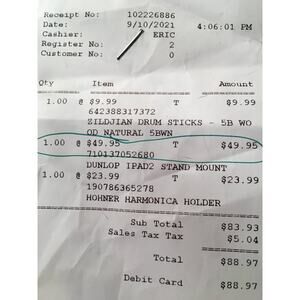 Receipt No: 102226886
Date: 9/10/2021 4:06:01 PM
Cashier: ERIC
Register No: 2
Customer No: 0
Qty Item Amount
1.00 @ $9.99 T $9.99
642388317372
ZILDJIAN DRUM STICKS - 5B WO
OD NATURAL 5BWN
1.00 @ $49.95 T $49.95
710137052680
DUNLOP IPAD2 STAND MOUNT
1.00 @ $23.99 T $23.99
190786365278
HOHNER HARMONICA HOLDER
Sub Total $83.93
Sales Tax Tax $5.04
Total $88.97
Debit Card $88.97